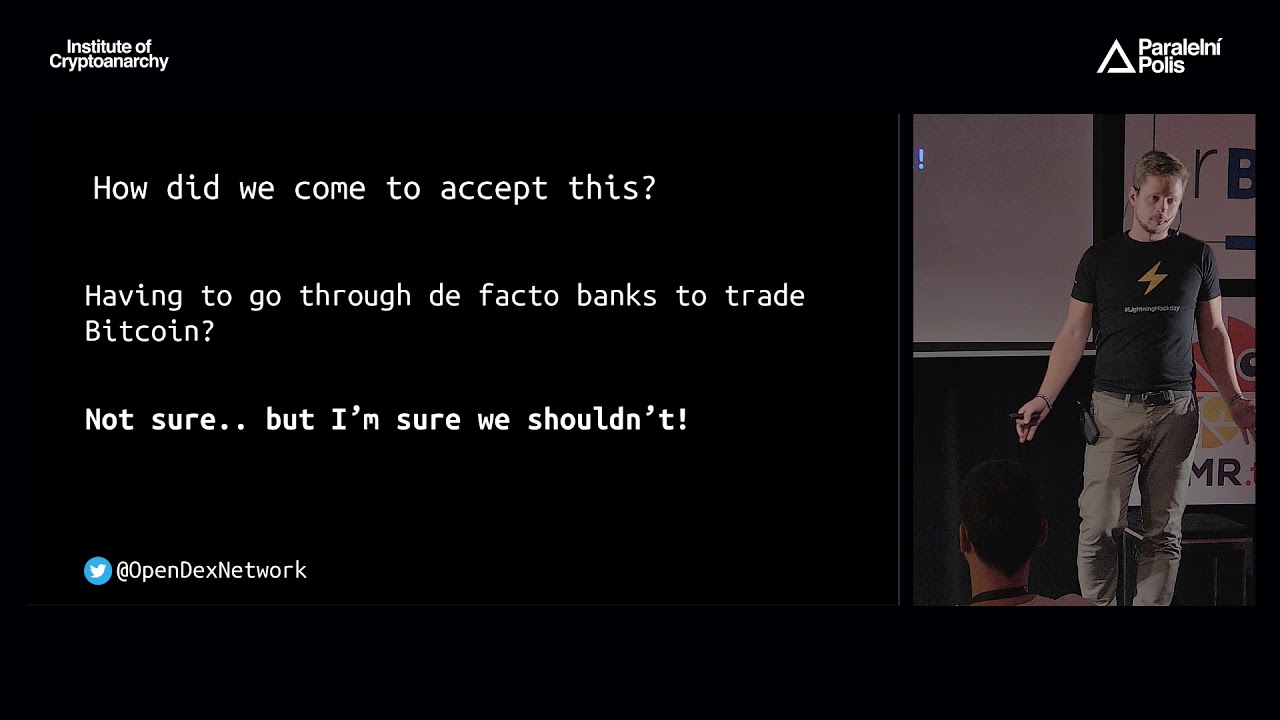 Institute of
Cryptoanarchy
Paralelní
Polis
How did we come to accept this?
Having to go through de facto banks to trade
Bitcoin?
Not sure.. but I’m sure we shouldn’t!
@OpenDexNetwork
!
rB
#LightningHackday
MR.t